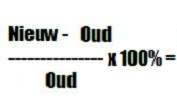 Nieuw - Oud
--------------- x 100% =
Oud